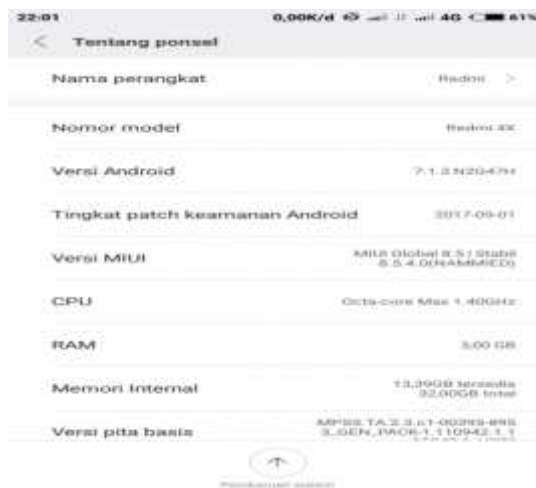 22:01 0,00K/d 4G 61%
Tentang ponsel
Nama perangkat Redmi
Nomor model Redmi 4X
Versi Android 7.1.2 N2G47H
Tingkat patch keamanan Android 2017-09-01
Versi MIUI MIUI Global 8.5 | Stabil
8.5.4.0(NAMMIED)
CPU Octa-core Max 1.40GHz
RAM 3,00 GB
Memori Internal 13,39GB tersedia
32,00GB total
Versi pita basis
Pembaruan sistem